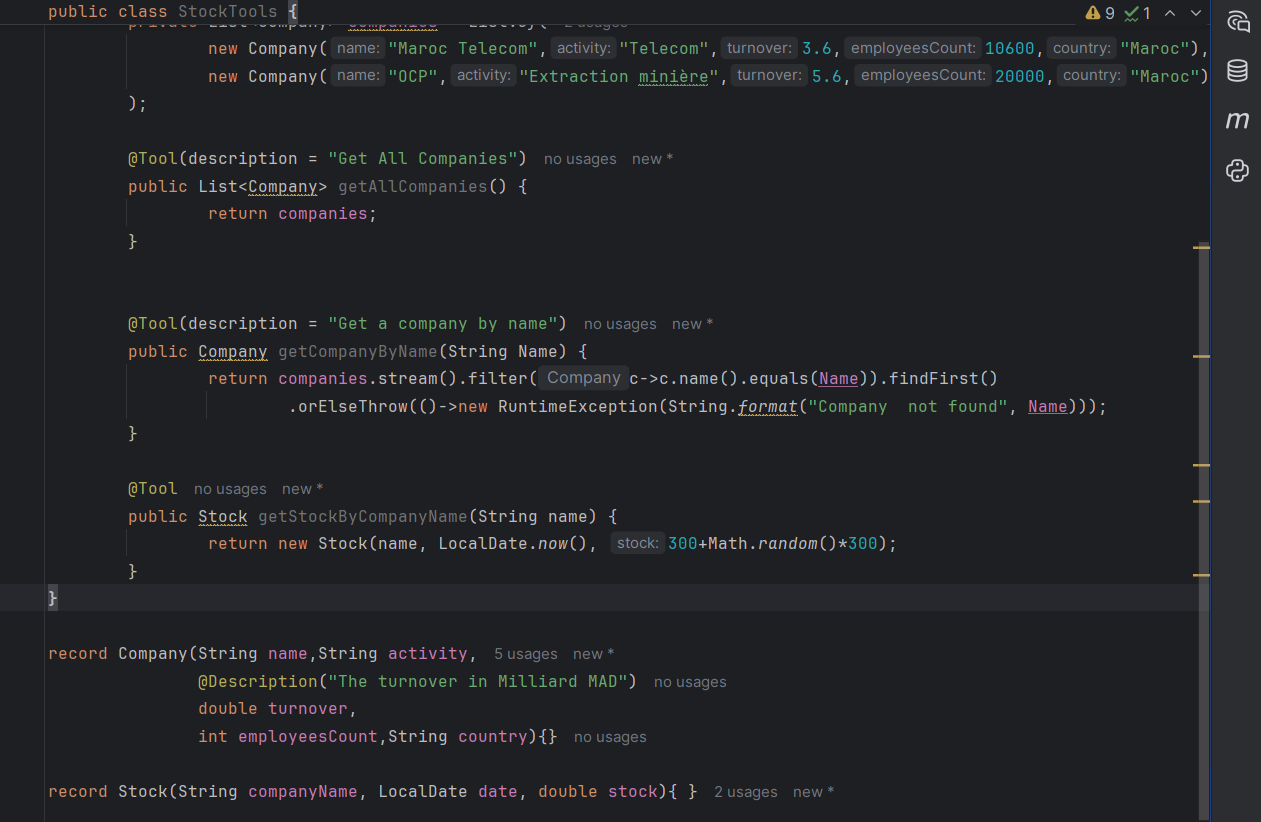 public class StockTools {
9 1
new Company( name: "Maroc Telecom", activity: "Telecom", turnover: 3.6, employeesCount: 10600, country: "Maroc"),
new Company( name: "OCP", activity: "Extraction minière", turnover: 5.6, employeesCount: 20000, country: "Maroc")
);
@Tool(description = "Get All Companies") no usages new *
public List<Company> getAllCompanies() {
return companies;
}
@Tool(description = "Get a company by name") no usages new *
public Company getCompanyByName(String Name) {
return companies.stream().filter( Company c->c.name().equals(Name)).findFirst()
.orElseThrow(()->new RuntimeException(String.format("Company  not found", Name)));
}
@Tool no usages new *
public Stock getStockByCompanyName(String name) {
return new Stock(name, LocalDate.now(), stock: 300+Math.random()*300);
}
}
record Company(String name,String activity, 5 usages new *
@Description("The turnover in Milliard MAD") no usages
double turnover,
int employeesCount,String country){} no usages
record Stock(String companyName, LocalDate date, double stock){ } 2 usages new *
m